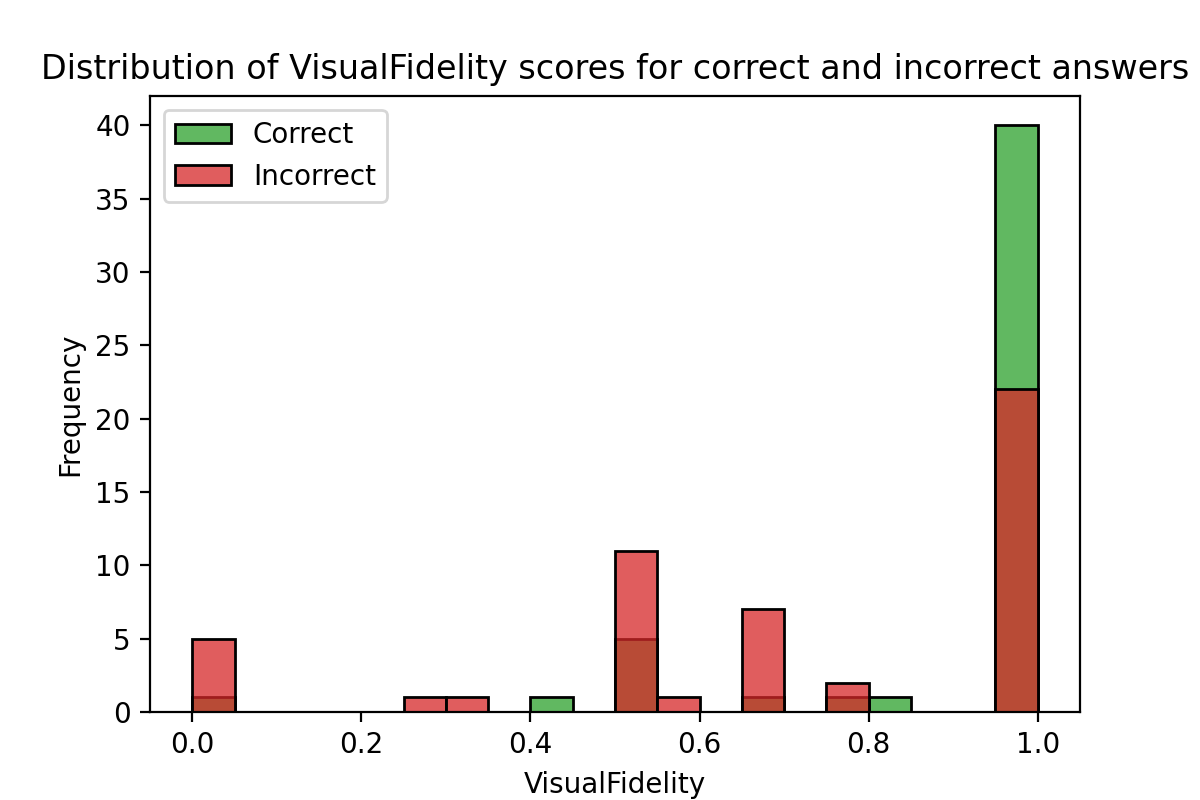 Distribution of VisualFidelity scores for correct and incorrect answers
Correct
Incorrect
40
35
30
25
20
15
10
5
0
Frequency
0.0 0.2 0.4 0.6 0.8 1.0
VisualFidelity